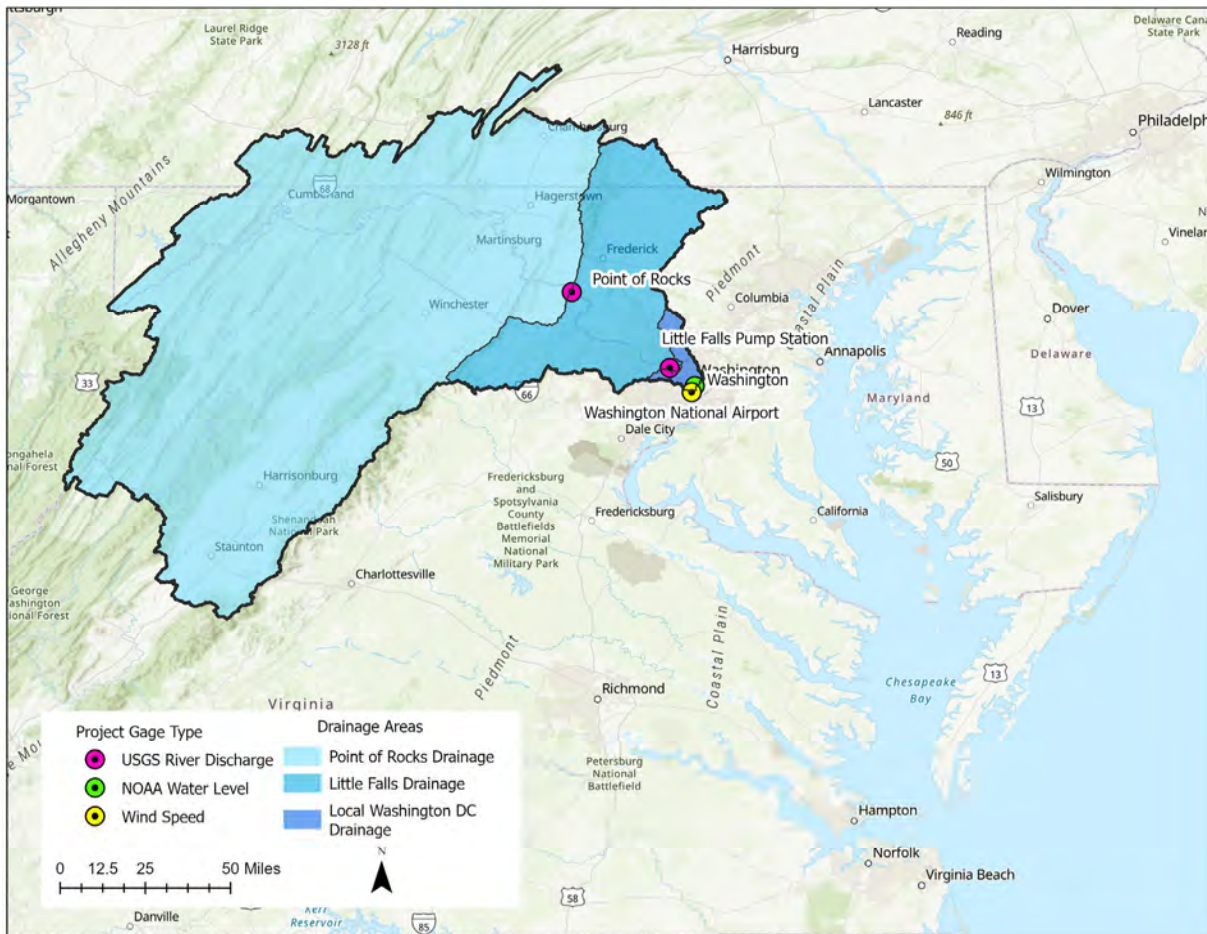 Laurel Ridge
State Park
3128 ft
Harrisburg
Reading
Delaware Cana
State Park
Lancaster
846 ft
Philadelph
Chambersburg
Wilmington
Morgantown
Allegheny Mountains
Cumberland
68
Hagerstown
Vineland
Martinsburg
Frederick
Piedmont
Point of Rocks
Winchester
Columbia
Coastal Plain
Dover
Little Falls Pump Station
Annapolis
Delaware
33
66
Washington
Washington
Maryland
13
Washington National Airport
Dale City
ongahela
nal Forest
Harrisonburg
Fredericksburg
and
Spotsylvania
County
Battlefields
Memorial
National
Military Park
50
Salisbury
Shenandoah
National Park
Fredericksburg
California
Staunton
Charlottesville
George
Washington
ional Forest
Piedmont
Coastal Plain
Chesapeake
Bay
13
Richmond
Virginia
Petersburg
National
Battlefield
Hampton
Norfolk
Virginia Beach
58
Danville
Kerr
Reservoir
85
Project Gage Type
USGS River Discharge
NOAA Water Level
Wind Speed
Drainage Areas
Point of Rocks Drainage
Little Falls Drainage
Local Washington DC
Drainage
N
0 12.5 25 50 Miles